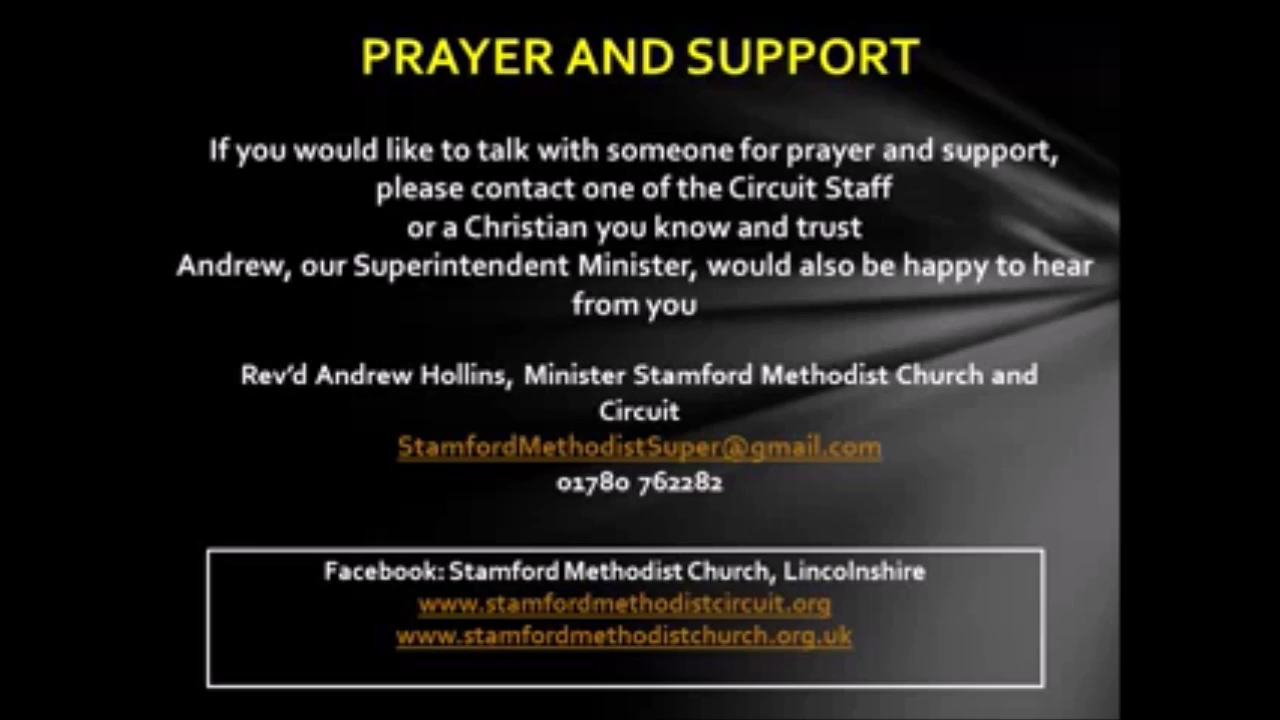 PRAYER AND SUPPORT
If you would like to talk with someone for prayer and support,
please contact one of the Circuit Staff
or a Christian you know and trust
Andrew, our Superintendent Minister, would also be happy to hear
from you
Rev'd Andrew Hollins, Minister Stamford Methodist Church and
Circuit
StamfordMethodistSuper@gmail.com
01780 762282
Facebook: Stamford Methodist Church, Lincolnshire
www.stamfordmethodistcircuit.org
www.stamfordmethodistchurch.org.uk